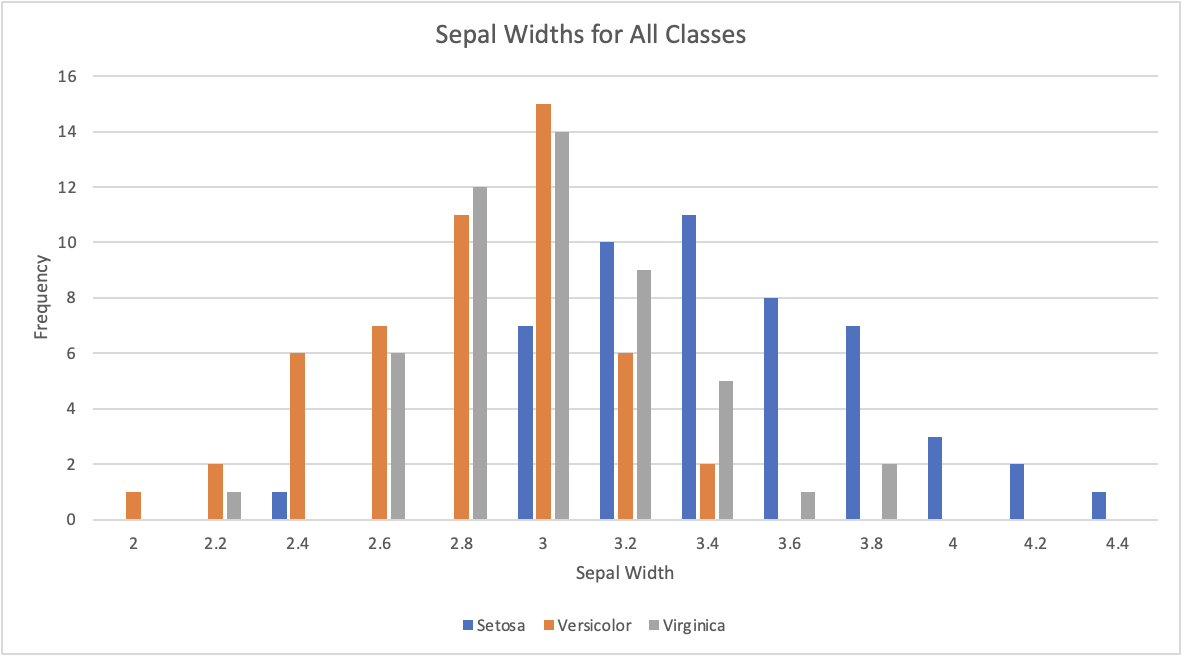 Sepal Widths for All Classes
16
14
12
10
8
6
4
2
0
Frequency
2 2.2 2.4 2.6 2.8 3 3.2 3.4 3.6 3.8 4 4.2 4.4
Sepal Width
Setosa Versicolor Virginica